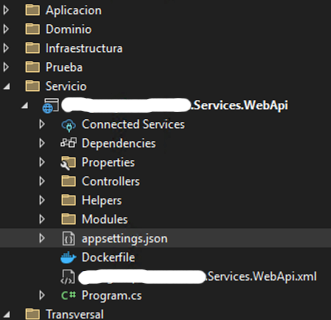 Aplicacion
Dominio
Infraestructura
Prueba
Servicio
.Services.WebApi
Connected Services
Dependencies
Properties
Controllers
Helpers
Modules
appsettings.json
Dockerfile
.Services.WebApi.xml
C# Program.cs
Transversal